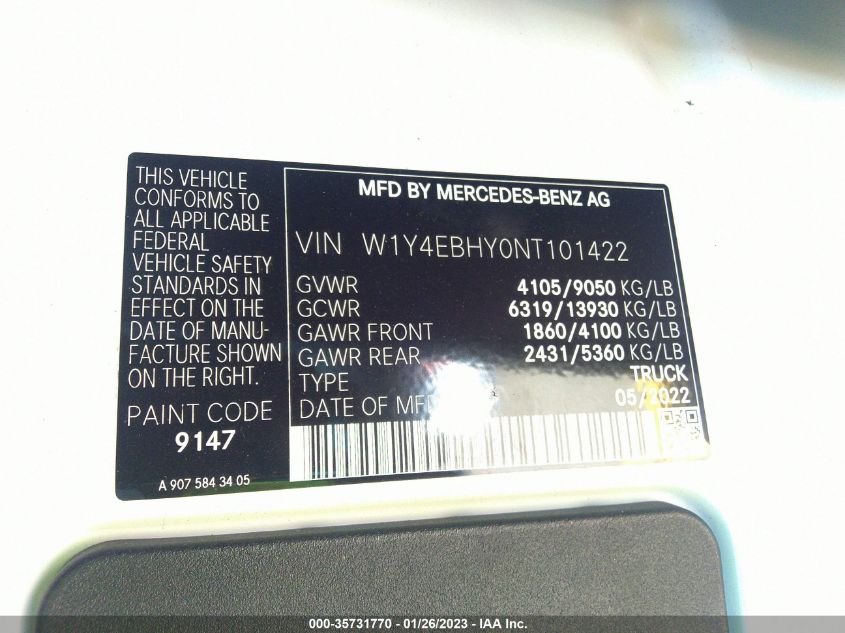 THIS VEHICLE
CONFORMS TO
ALL APPLICABLE
FEDERAL
VEHICLE SAFETY
STANDARDS IN
EFFECT ON THE
DATE OF MANU-
FACTURE SHOWN
ON THE RIGHT.
PAINT CODE
9147
A 907 584 34 05
MFD BY MERCEDES-BENZ AG
VIN W1Y4EBHY0NT101422
GVWR 4105/9050 KG/LB
GCWR 6319/13930 KG/LB
GAWR FRONT 1860/4100 KG/LB
GAWR REAR 2431/5360 KG/LB
TYPE TRUCK
DATE OF MFD 05/2022
000-35731770 - 01/26/2023 - IAA Inc.